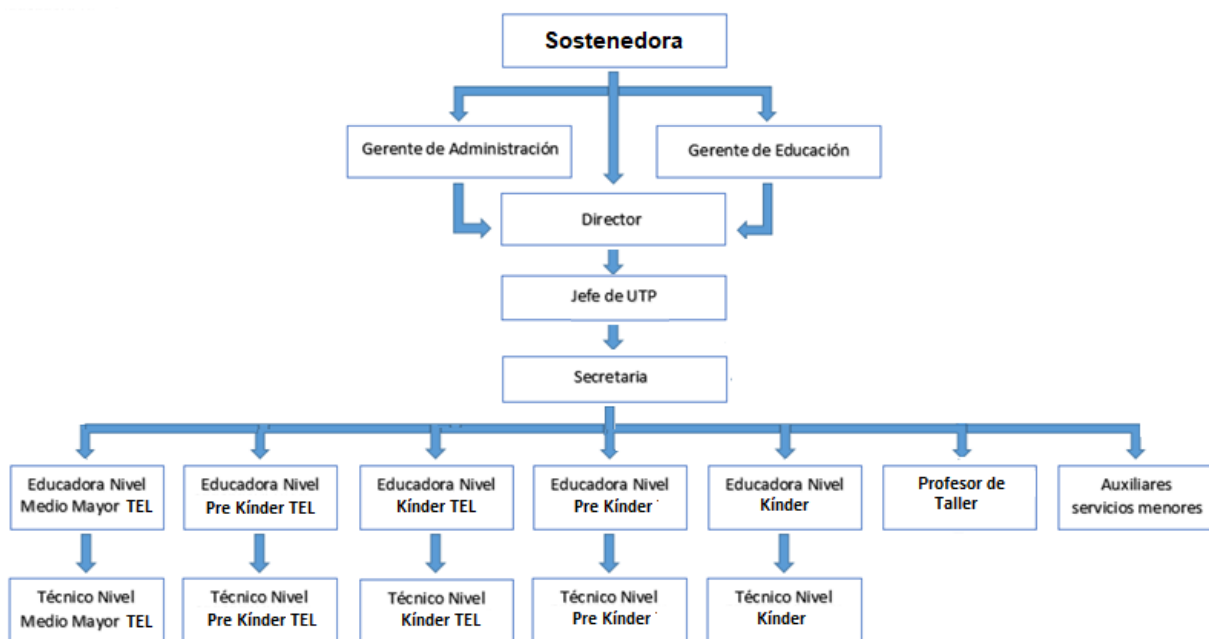 Sostenedora
Gerente de Administración
Gerente de Educación
Director
Jefe de UTP
Secretaria
Educadora Nivel
Medio Mayor TEL
Educadora Nivel
Pre Kínder TEL
Educadora Nivel
Kínder TEL
Educadora Nivel
Pre Kínder
Educadora Nivel
Kínder
Profesor de
Taller
Auxiliares
servicios menores
Técnico Nivel
Medio Mayor TEL
Técnico Nivel
Pre Kínder TEL
Técnico Nivel
Kínder TEL
Técnico Nivel
Pre Kínder
Técnico Nivel
Kínder